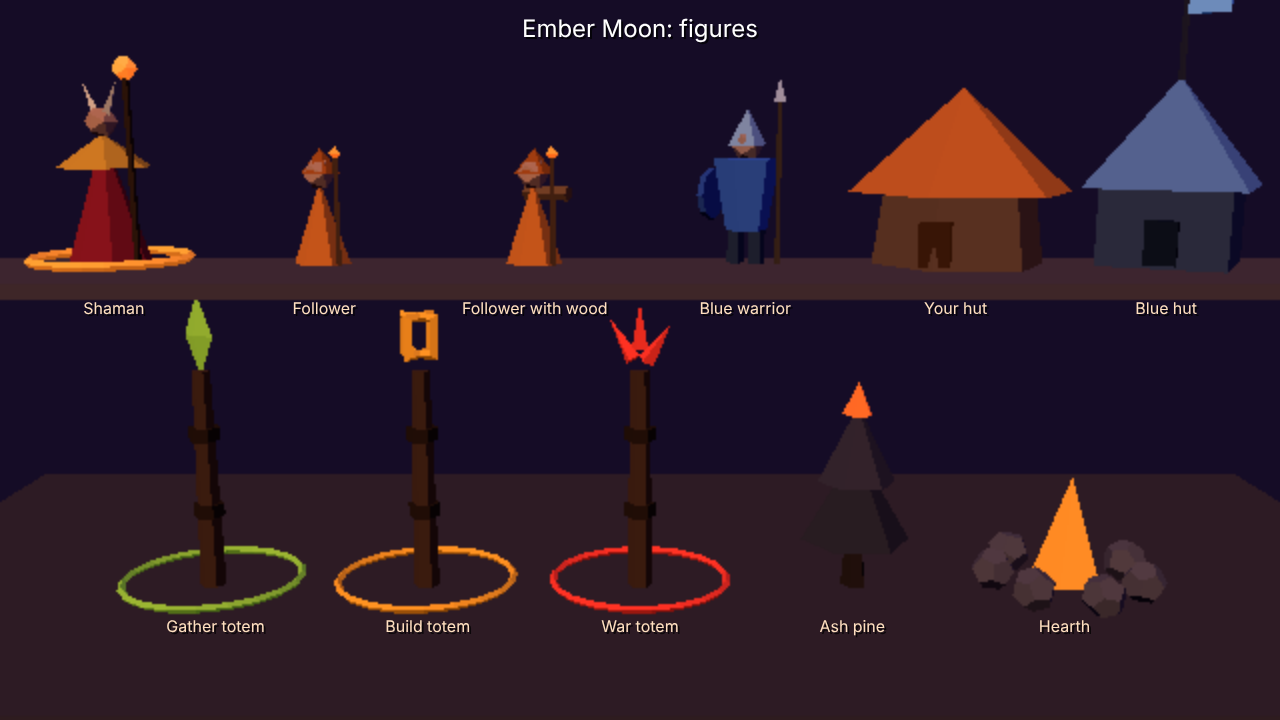 Ember Moon: figures
Shaman
Follower
Follower with wood
Blue warrior
Your hut
Blue hut
Gather totem
Build totem
War totem
Ash pine
Hearth